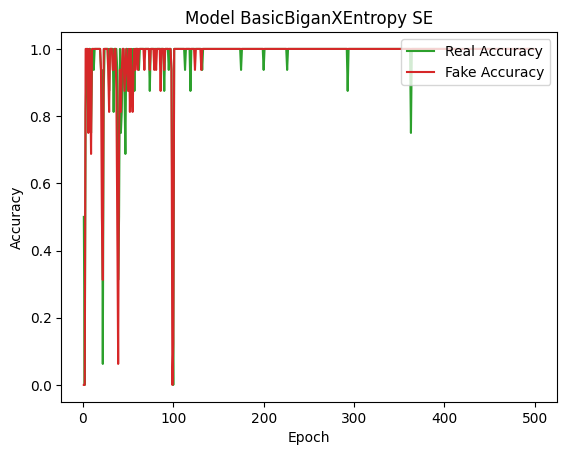 Model BasicBiganXEntropy SE
Real Accuracy
Fake Accuracy
Accuracy
1.0
0.8
0.6
0.4
0.2
0.0
0 100 200 300 400 500
Epoch